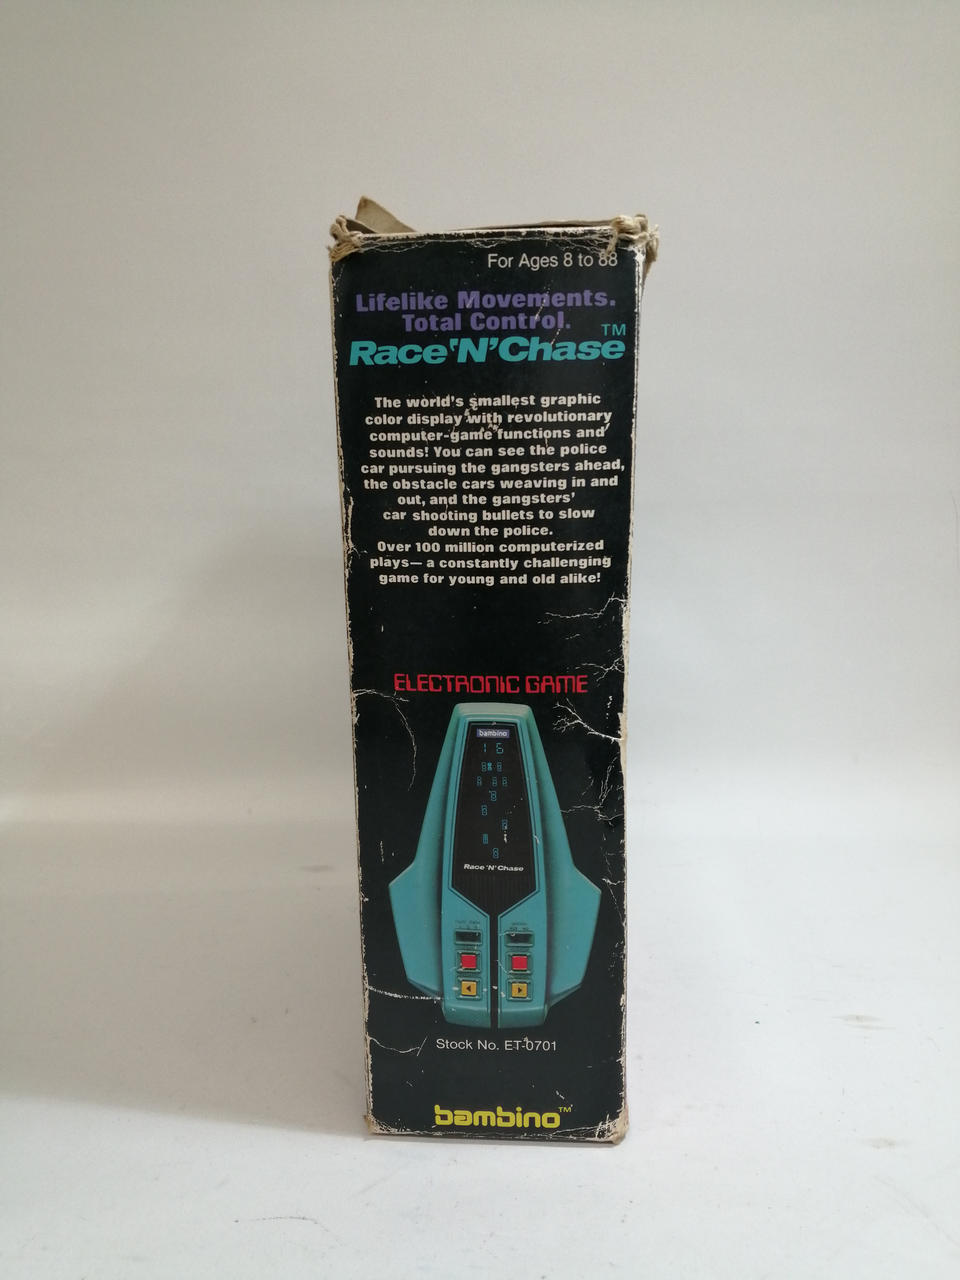 For Ages 8 to 88
Lifelike Movements.
Total Control.
Race 'N' Chase™
The world's smallest graphic
color display with revolutionary
computer-game functions and
sounds! You can see the police
car pursuing the gangsters ahead,
the obstacle cars weaving in and
out, and the gangsters'
car shooting bullets to slow
down the police.
Over 100 million computerized
plays— a constantly challenging
game for young and old alike!
ELECTRONIC GAME
bambino
16
Race 'N' Chase
Stock No. ET-0701
bambino™